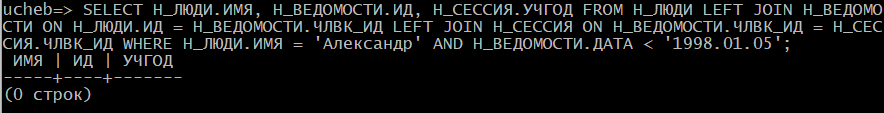 ucheb=> SELECT Н_ЛЮДИ.ИМЯ, Н_ВЕДОМОСТИ.ИД, Н_СЕССИЯ.УЧГОД FROM Н_ЛЮДИ LEFT JOIN Н_ВЕДОМО
СТИ ON Н_ЛЮДИ.ИД = Н_ВЕДОМОСТИ.ЧЛВК_ИД LEFT JOIN Н_СЕССИЯ ON Н_ВЕДОМОСТИ.ЧЛВК_ИД = Н_СЕС
СИЯ.ЧЛВК_ИД WHERE Н_ЛЮДИ.ИМЯ = 'Александр' AND Н_ВЕДОМОСТИ.ДАТА < '1998.01.05';
 ИМЯ | ИД | УЧГОД
-----+----+-------
(0 строк)